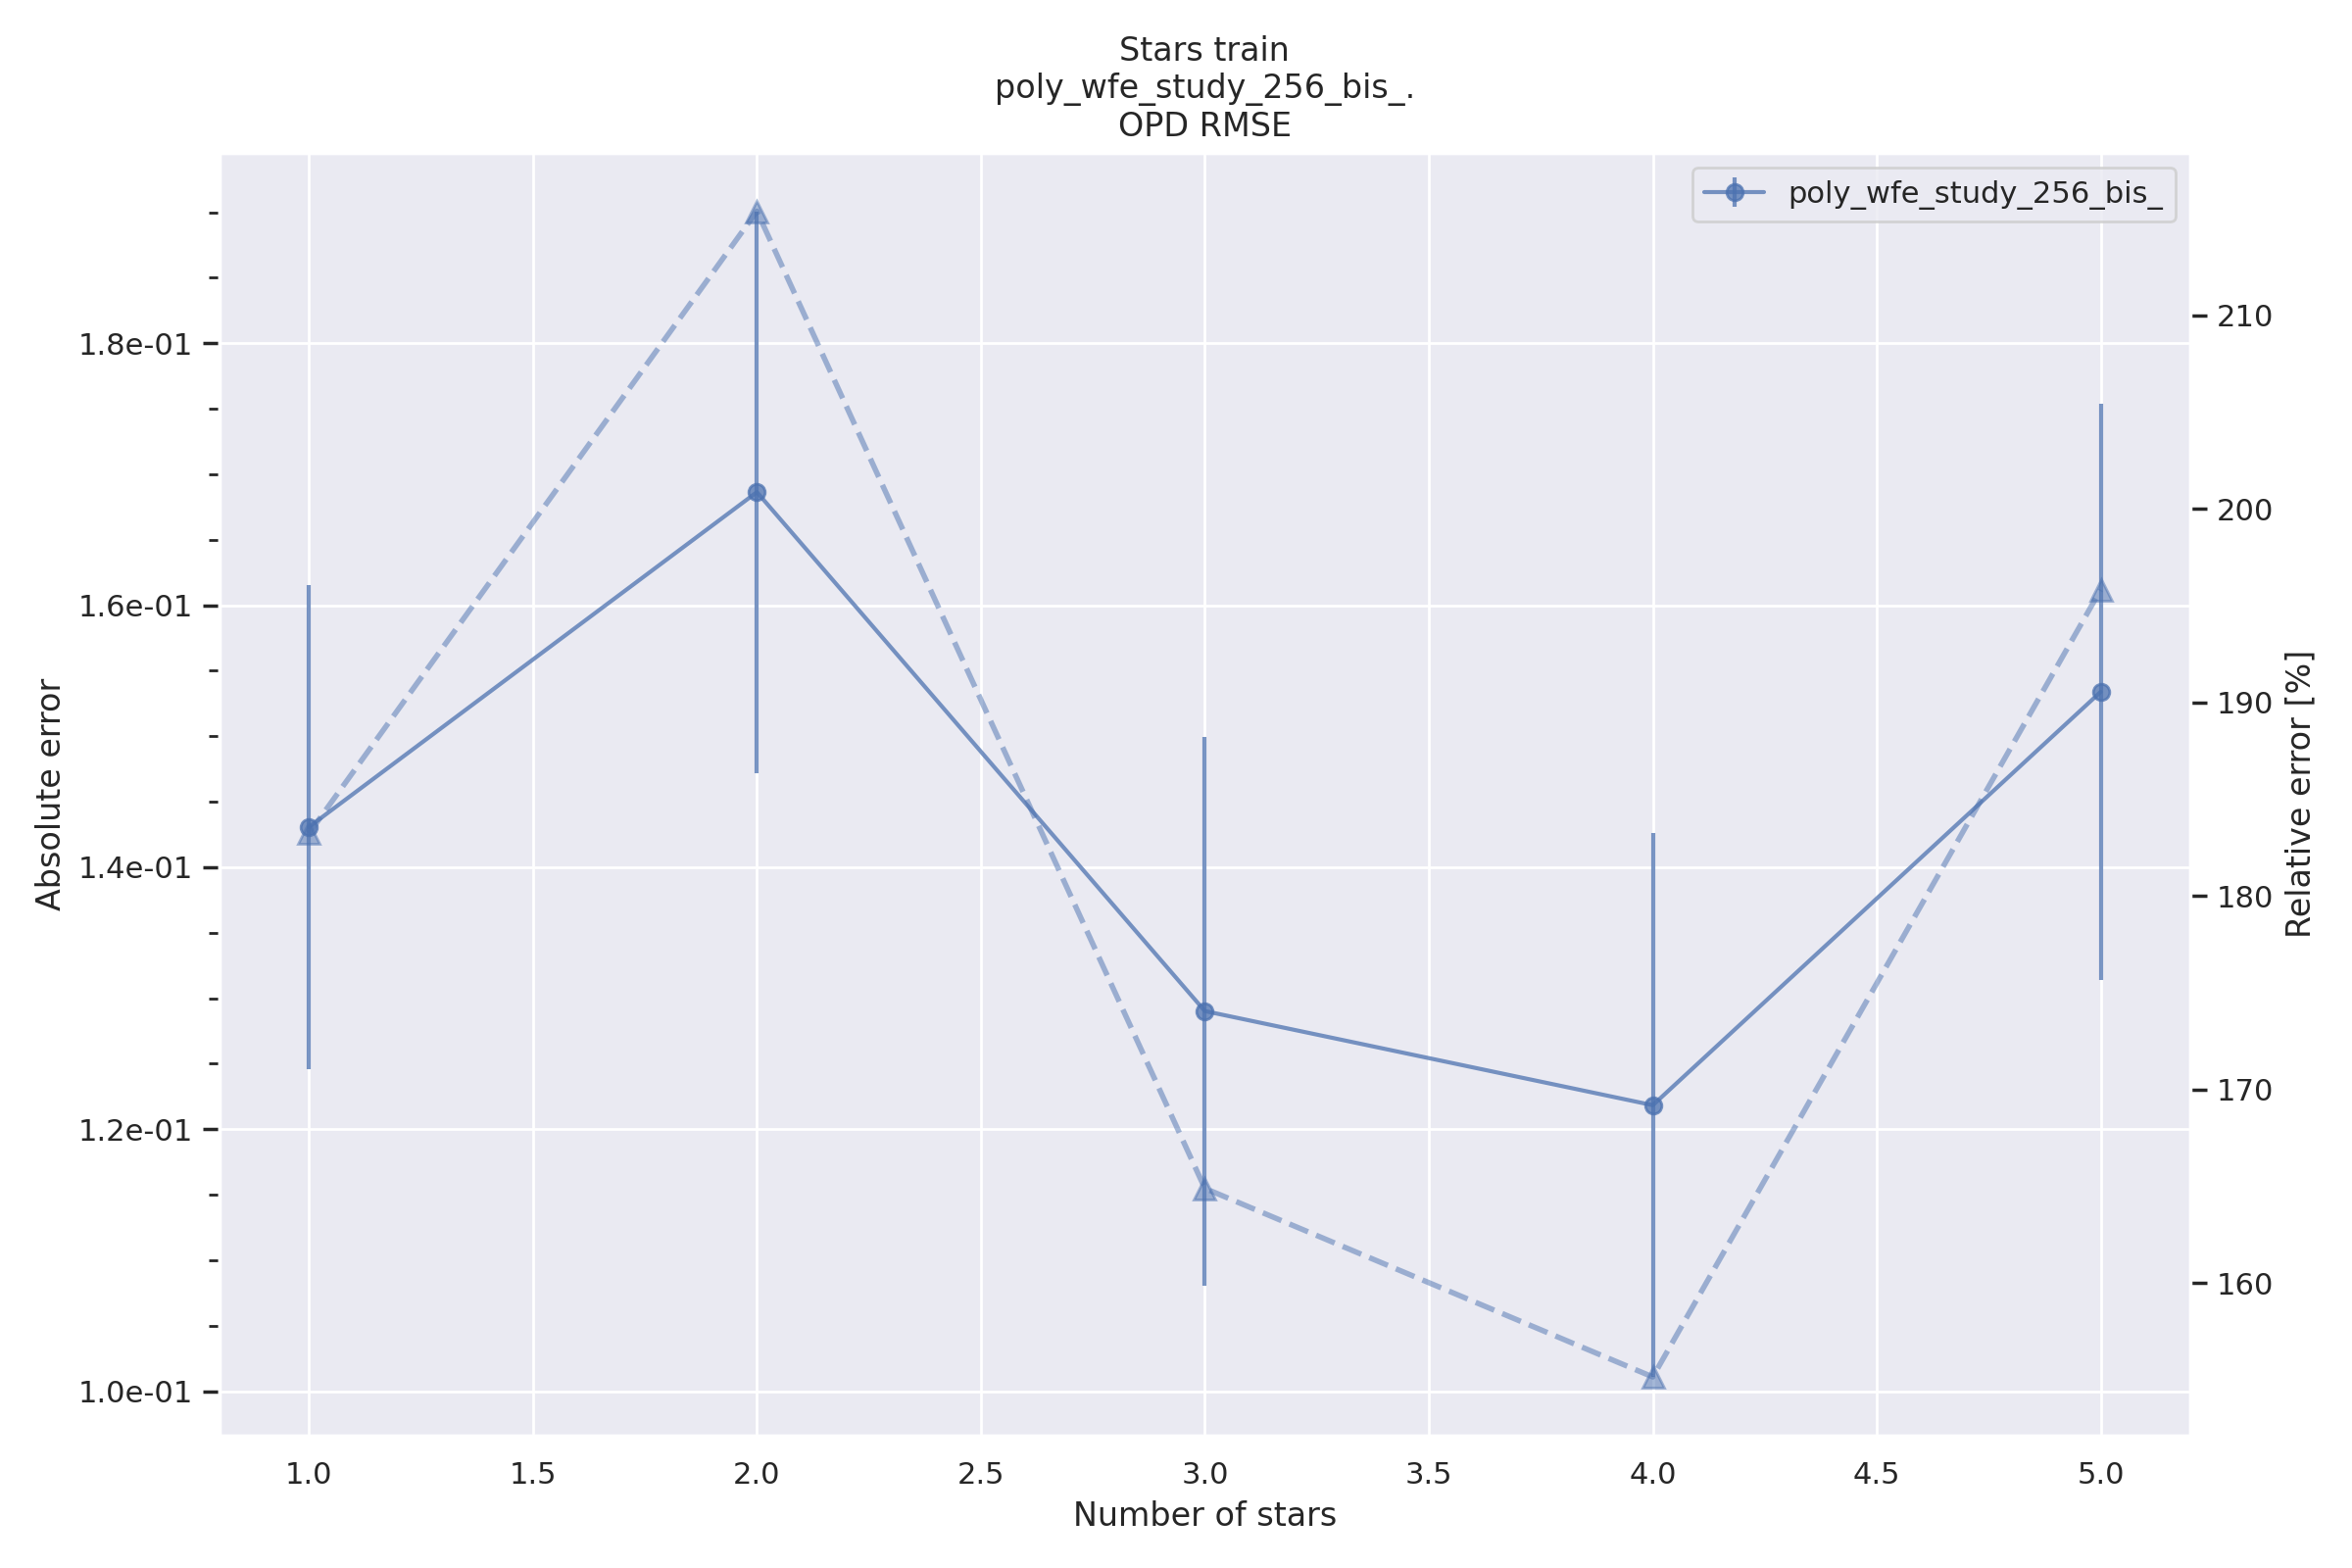 Stars train
poly_wfe_study_256_bis_.
OPD RMSE
poly_wfe_study_256_bis_
Absolute error
1.8e-01
1.6e-01
1.4e-01
1.2e-01
1.0e-01
210
200
190
180
170
160
Relative error [%]
1.0 1.5 2.0 2.5 3.0 3.5 4.0 4.5 5.0
Number of stars